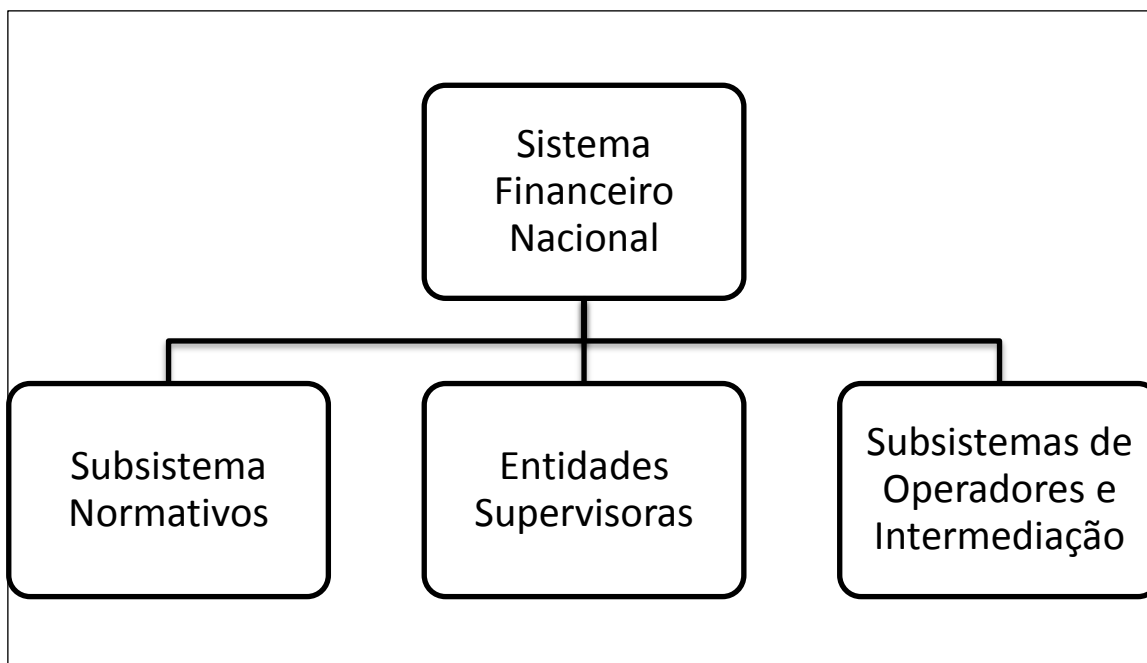 Sistema
Financeiro
Nacional
Subsistema
Normativos
Entidades
Supervisoras
Subsistemas de
Operadores e
Intermediação